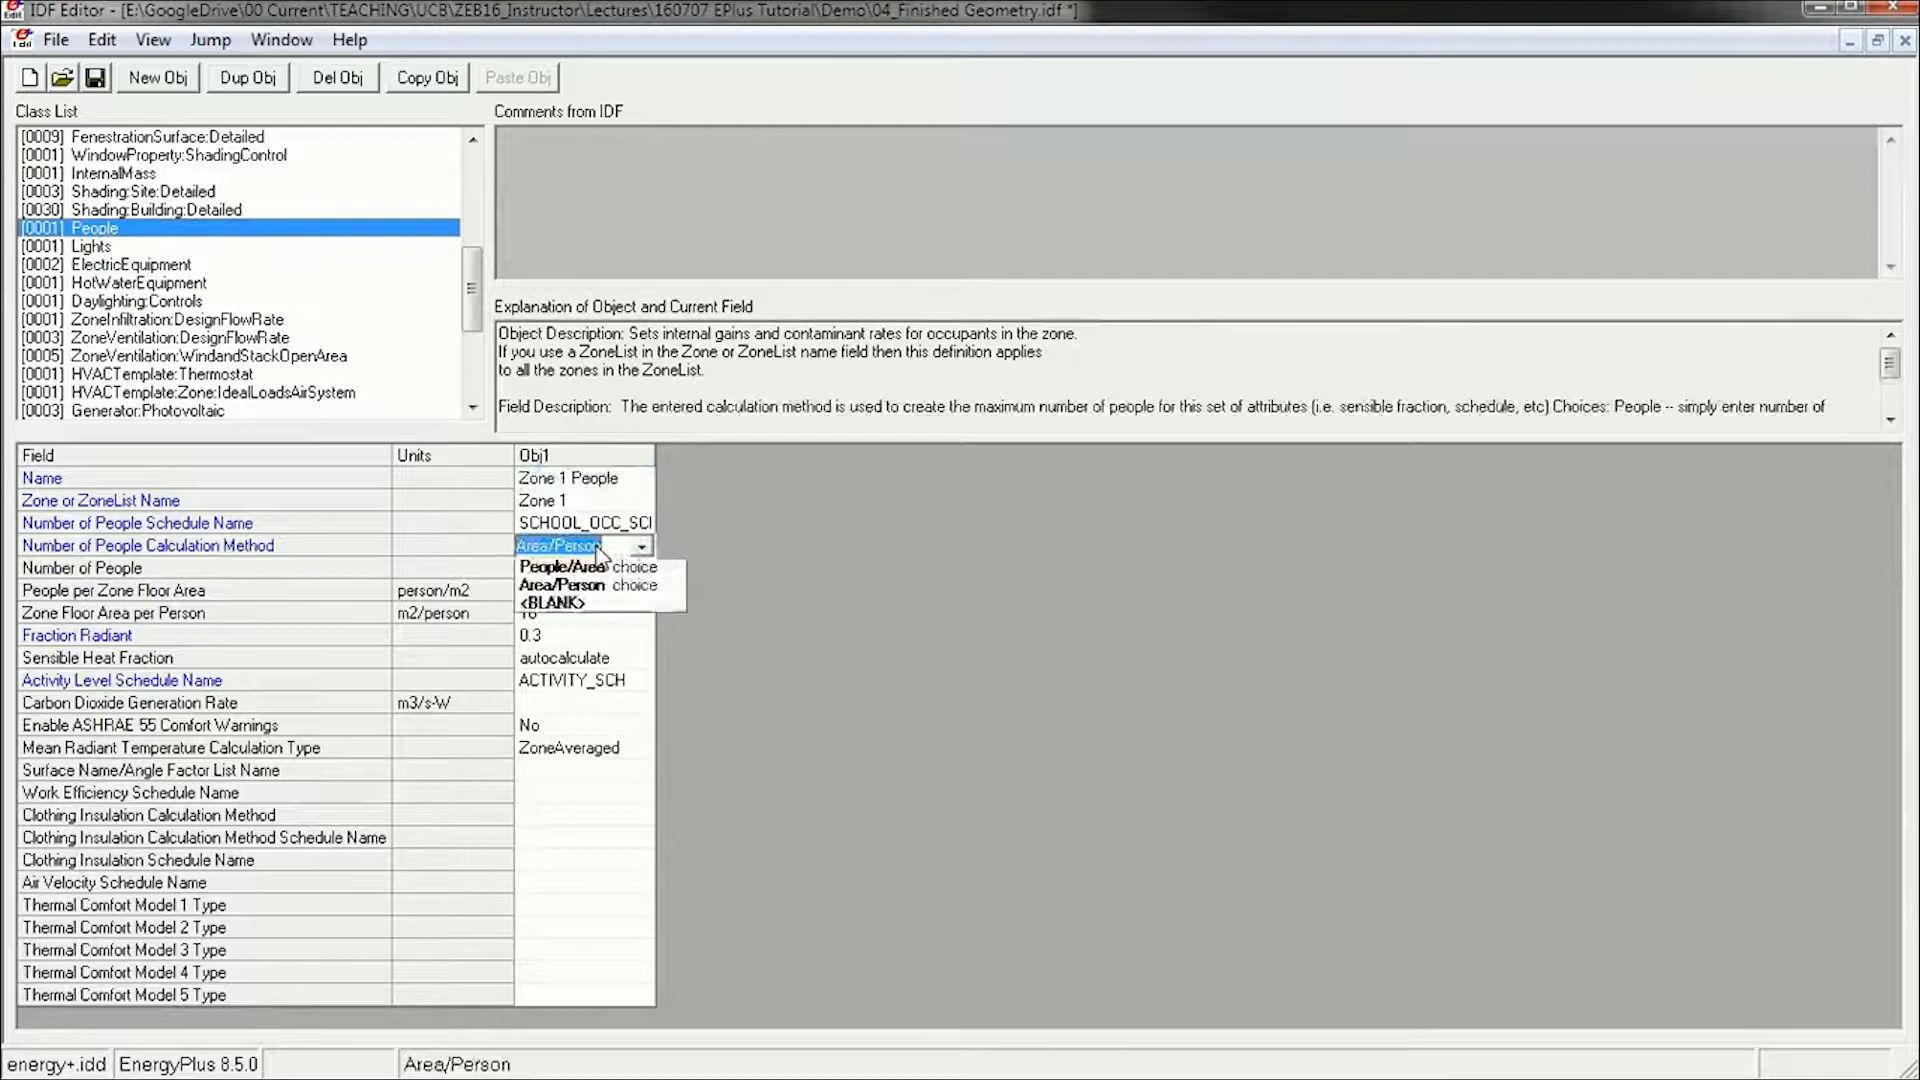 IDF Editor - [E:\GoogleDrive\00 Current\TEACHING\UCB\ZEB16_Instructor\Lectures\160707 EPlus Tutorial\Demo\04_Finished Geometry.idf *]
File Edit View Jump Window Help
New Obj Dup Obj Del Obj Copy Obj Paste Obj
Class List
Comments from IDF
[0009] FenestrationSurface:Detailed
[0001] WindowProperty:ShadingControl
[0001] InternalMass
[0003] Shading:Site:Detailed
[0030] Shading:Building:Detailed
[0001] People
[0001] Lights
[0002] ElectricEquipment
[0001] HotWaterEquipment
[0001] Daylighting:Controls
[0001] ZoneInfiltration:DesignFlowRate
[0003] ZoneVentilation:DesignFlowRate
[0005] ZoneVentilation:WindandStackOpenArea
[0001] HVACTemplate:Thermostat
[0001] HVACTemplate:Zone:IdealLoadsAirSystem
[0003] Generator:Photovoltaic
Explanation of Object and Current Field
Object Description: Sets internal gains and contaminant rates for occupants in the zone.
If you use a ZoneList in the Zone or ZoneList name field then this definition applies
to all the zones in the ZoneList.
Field Description: The entered calculation method is used to create the maximum number of people for this set of attributes (i.e. sensible fraction, schedule, etc) Choices: People -- simply enter number of
Field Units Obj1
Name Zone 1 People
Zone or ZoneList Name Zone 1
Number of People Schedule Name SCHOOL_OCC_SCI
Number of People Calculation Method Area/Person
People/Area choice
Area/Person choice
<BLANK>
Number of People
People per Zone Floor Area person/m2
Zone Floor Area per Person m2/person
Fraction Radiant 0.3
Sensible Heat Fraction autocalculate
Activity Level Schedule Name ACTIVITY_SCH
Carbon Dioxide Generation Rate m3/s-W
Enable ASHRAE 55 Comfort Warnings No
Mean Radiant Temperature Calculation Type ZoneAveraged
Surface Name/Angle Factor List Name
Work Efficiency Schedule Name
Clothing Insulation Calculation Method
Clothing Insulation Calculation Method Schedule Name
Clothing Insulation Schedule Name
Air Velocity Schedule Name
Thermal Comfort Model 1 Type
Thermal Comfort Model 2 Type
Thermal Comfort Model 3 Type
Thermal Comfort Model 4 Type
Thermal Comfort Model 5 Type
energy+.idd EnergyPlus 8.5.0 Area/Person